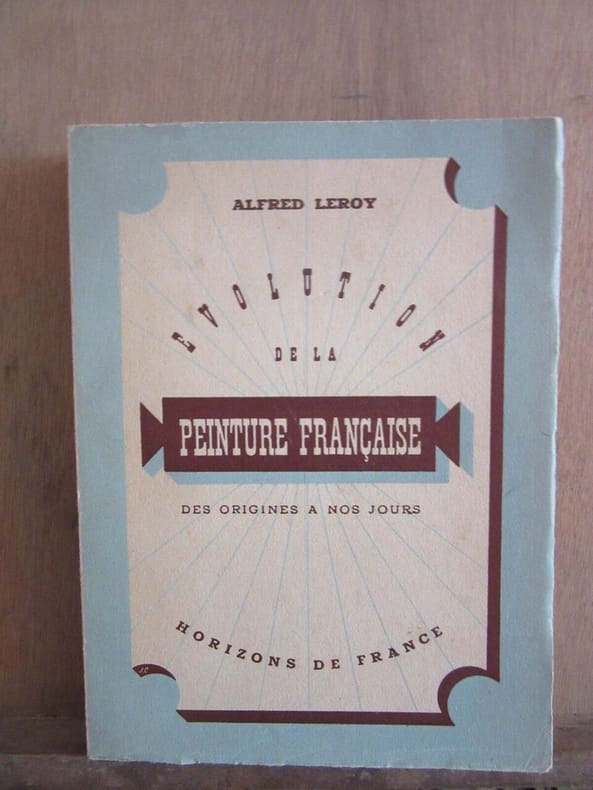 ALFRED LEROY
EVOLUTION
DE LA
PEINTURE FRANÇAISE
DES ORIGINES A NOS JOURS
HORIZONS DE FRANCE
J.C